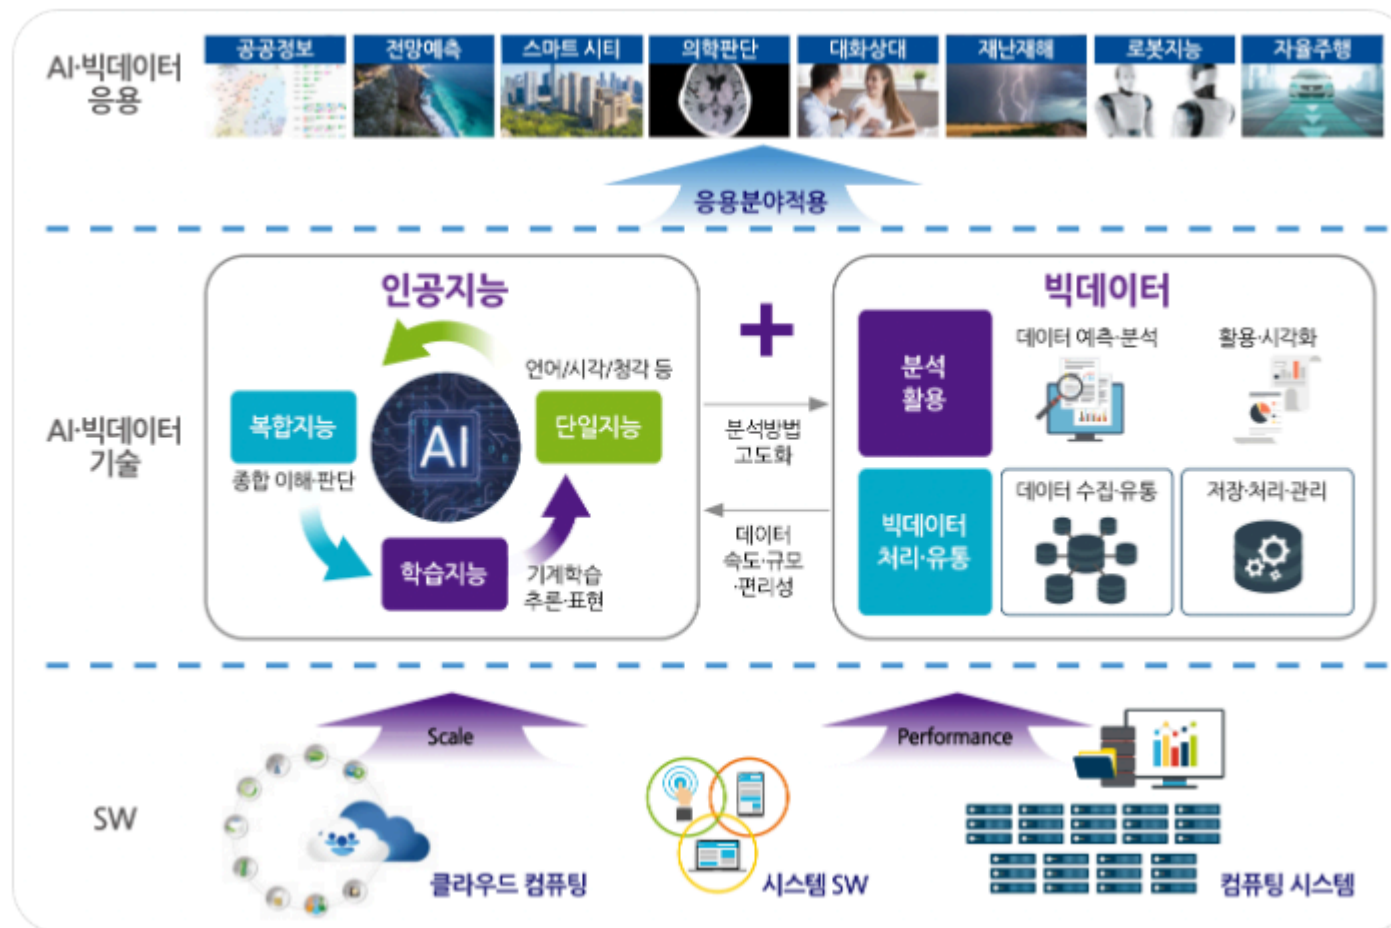 AI·빅데이터
응용
공공정보
전망예측
스마트 시티
의학판단
대화상대
재난재해
로봇지능
자율주행
응용분야적용
AI·빅데이터
기술
인공지능
언어/시각/청각 등
복합지능
종합 이해·판단
AI
단일지능
학습지능
기계학습
추론·표현
분석방법
고도화
데이터
속도·규모
·편리성
빅데이터
분석
활용
데이터 예측·분석
활용·시각화
빅데이터
처리·유통
데이터 수집·유통
저장·처리·관리
SW
Scale
Performance
클라우드 컴퓨팅
시스템 SW
컴퓨팅 시스템